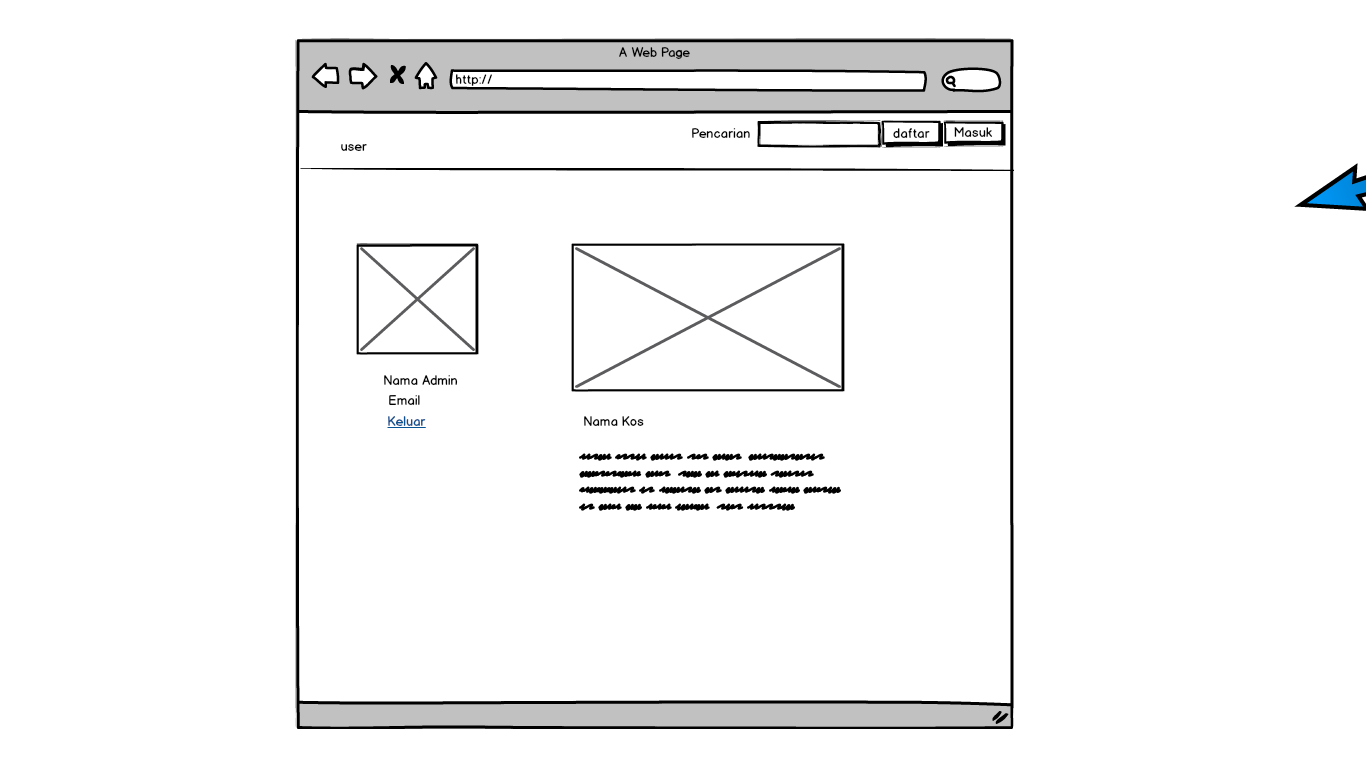 A Web Page
http://
Pencarian
daftar
Masuk
user
Nama Admin
Email
Keluar
Nama Kos